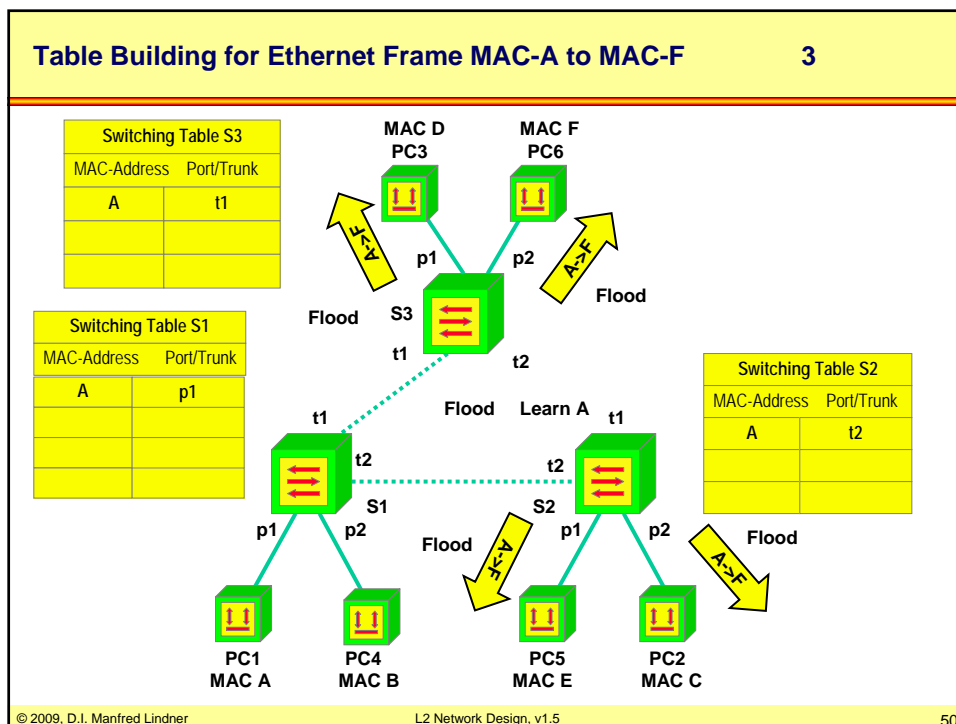 Table Building for Ethernet Frame MAC-A to MAC-F 3
Switching Table S3
MAC-Address Port/Trunk
A t1
MAC D
PC3
MAC F
PC6
A->F
A->F
p1
p2
Flood
Flood
S3
t1
t2
Switching Table S1
MAC-Address Port/Trunk
A p1
Switching Table S2
MAC-Address Port/Trunk
A t2
Flood Learn A
t1
t1
t2
t2
S1
S2
p1
p2
p1
p2
Flood
Flood
A->F
A->F
PC1
MAC A
PC4
MAC B
PC5
MAC E
PC2
MAC C
© 2009, D.I. Manfred Lindner L2 Network Design, v1.5 50